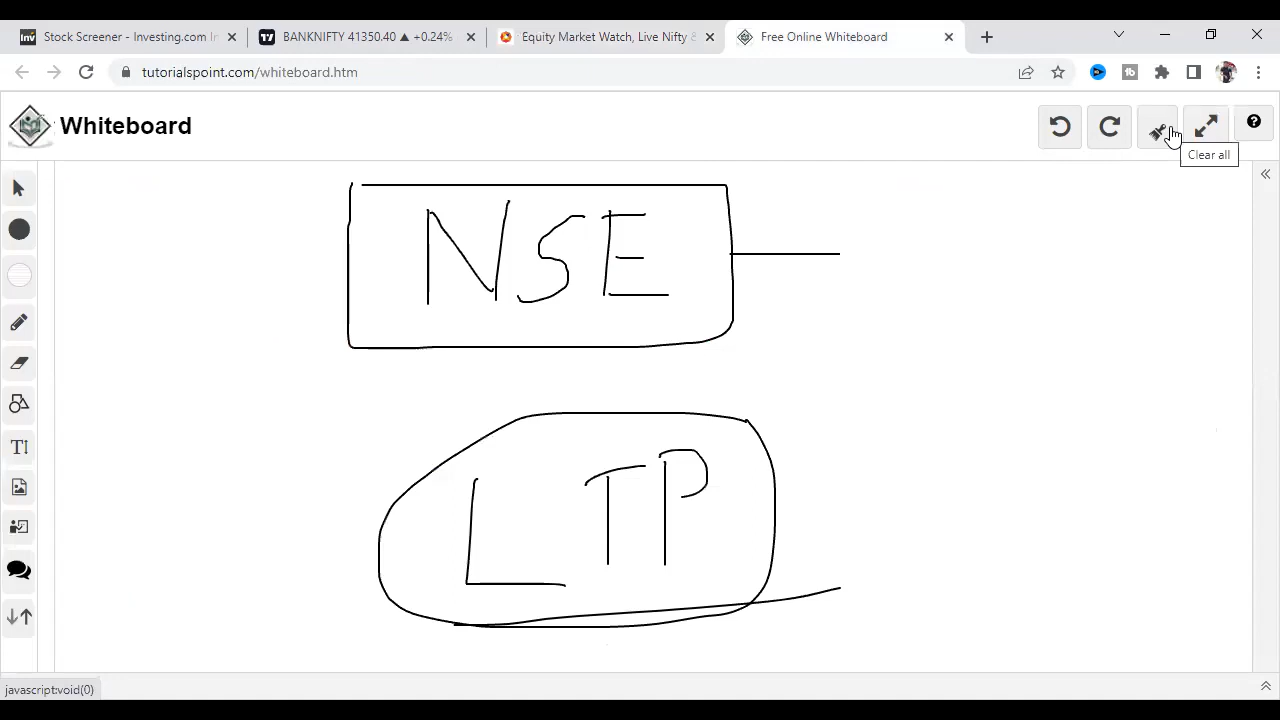 Stock Screener - Investing.com In
BANKNIFTY 41350.40 ▲ +0.24%
Equity Market Watch, Live Nifty &
Free Online Whiteboard
tutorialspoint.com/whiteboard.htm
Whiteboard
Clear all
NSE
LTP
javascript:void(0)